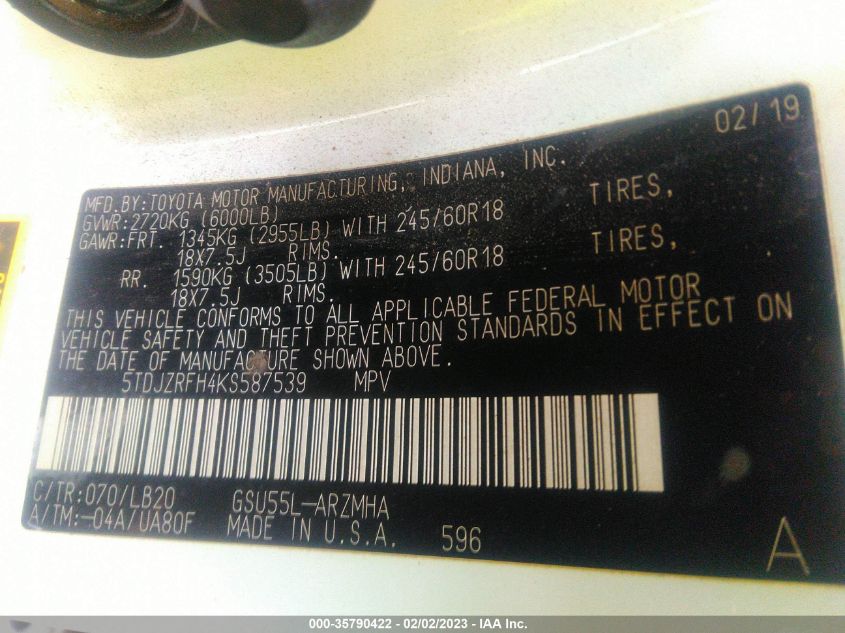 02/19
MFD.BY:TOYOTA MOTOR MANUFACTURING, INDIANA, INC.
GVWR:2720KG (6000LB)
GAWR:FRT. 1345KG (2955LB) WITH 245/60R18 TIRES,
18X7.5J RIMS.
RR. 1590KG (3505LB) WITH 245/60R18 TIRES,
18X7.5J RIMS.
THIS VEHICLE CONFORMS TO ALL APPLICABLE FEDERAL MOTOR
VEHICLE SAFETY AND THEFT PREVENTION STANDARDS IN EFFECT ON
THE DATE OF MANUFACTURE SHOWN ABOVE.
5TDJZRFH4KS587539 MPV
C/TR:070/LB20 GSU55L-ARZMHA
A/TM:-04A/UA80F MADE IN U.S.A. 596 A
000-35790422 - 02/02/2023 - IAA Inc.